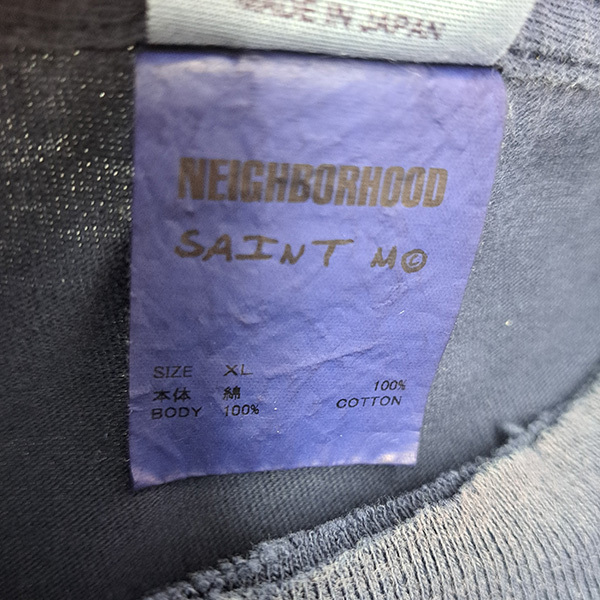 MADE IN JAPAN
NEIGHBORHOOD
SAINT M©
SIZE XL
本体 綿 100%
BODY 100% COTTON